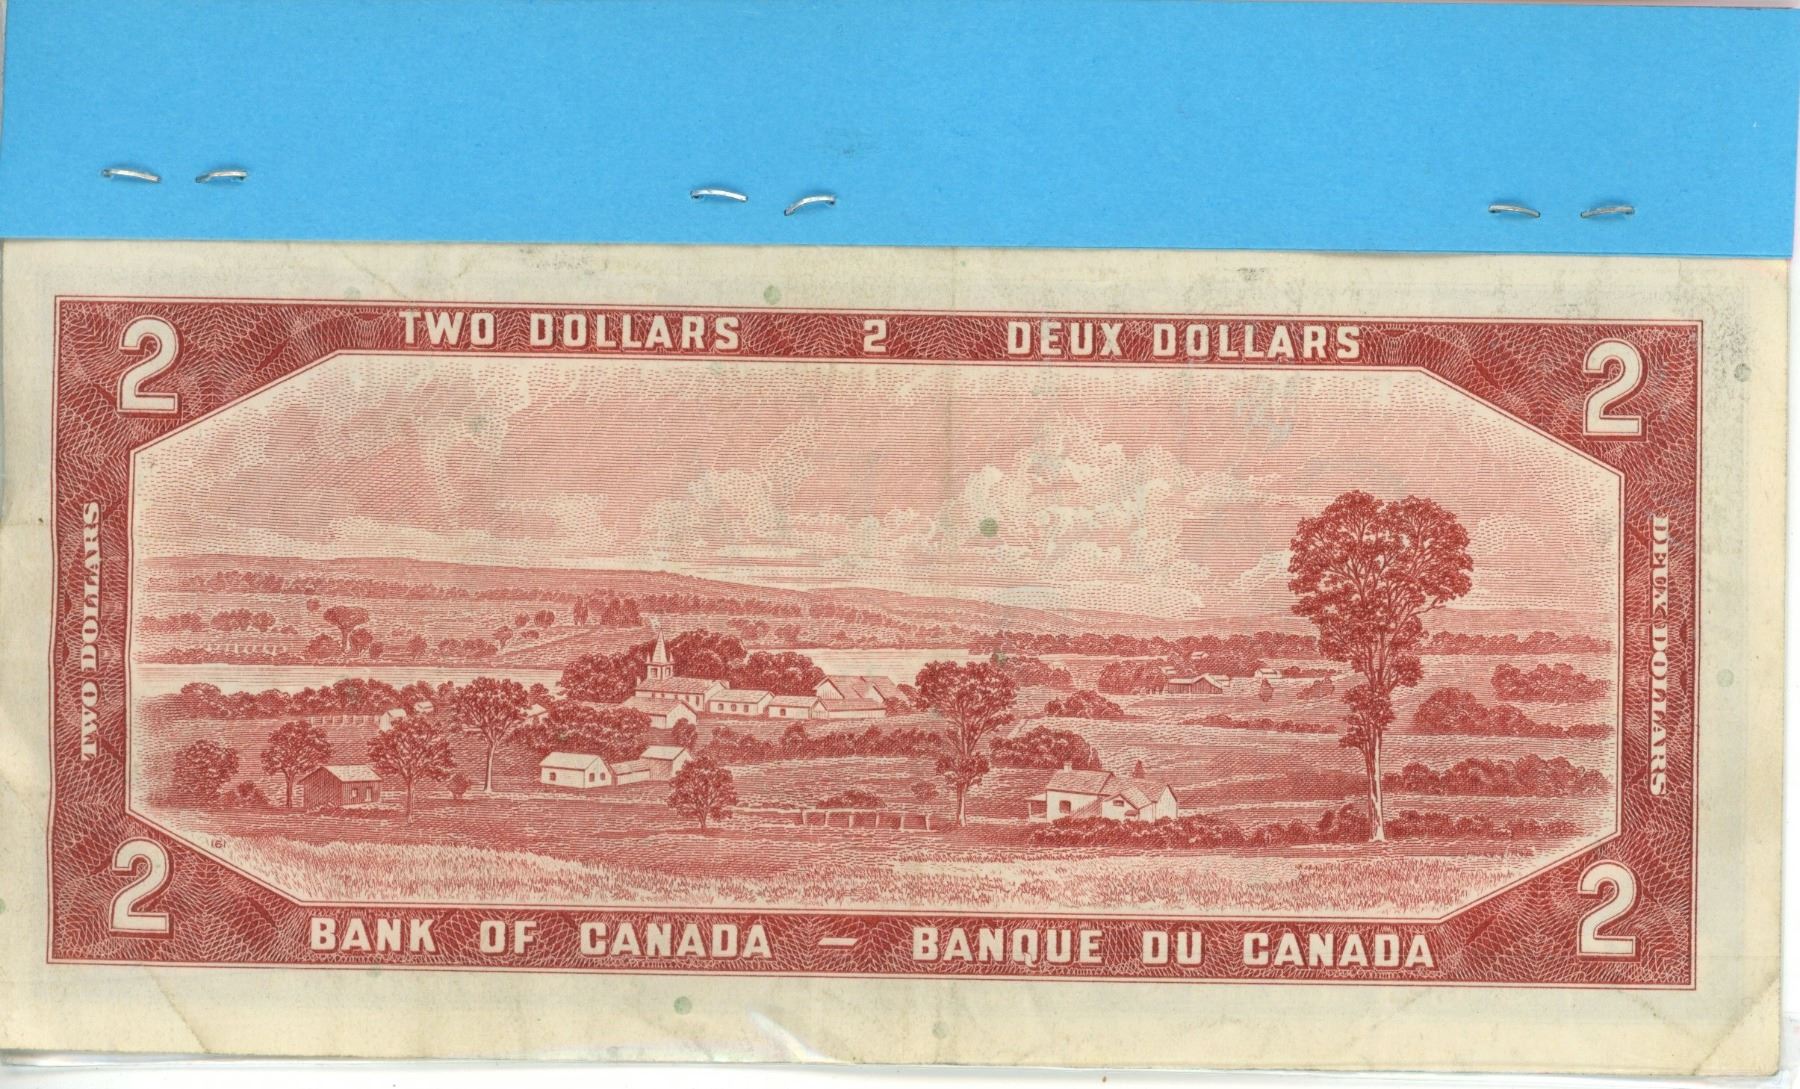 2 TWO DOLLARS 2 DEUX DOLLARS 2
TWO DOLLARS
DEUX DOLLARS
161
2 BANK OF CANADA – BANQUE DU CANADA 2